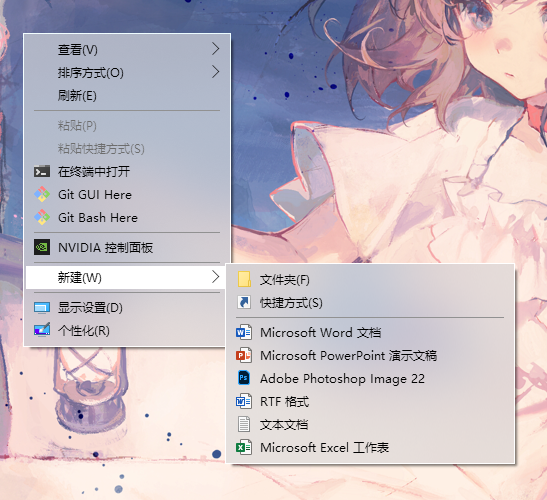 查看(V)
排序方式(O)
刷新(E)
粘贴(P)
粘贴快捷方式(S)
在终端中打开
Git GUI Here
Git Bash Here
NVIDIA 控制面板
新建(W)
显示设置(D)
个性化(R)
文件夹(F)
快捷方式(S)
Microsoft Word 文档
Microsoft PowerPoint 演示文稿
Adobe Photoshop Image 22
RTF 格式
文本文档
Microsoft Excel 工作表